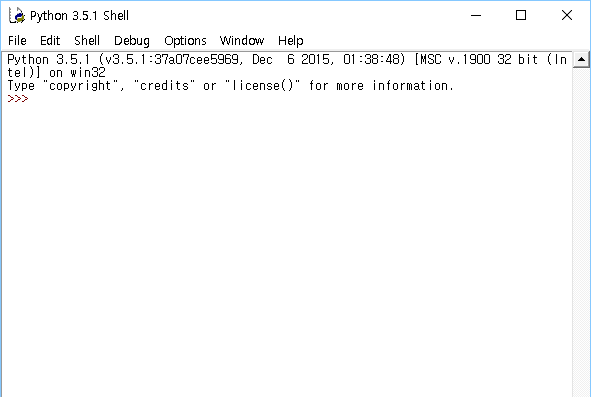 Python 3.5.1 Shell
File Edit Shell Debug Options Window Help
Python 3.5.1 (v3.5.1:37a07cee5969, Dec  6 2015, 01:38:48) [MSC v.1900 32 bit (In
tel)] on win32
Type "copyright", "credits" or "license()" for more information.
>>>